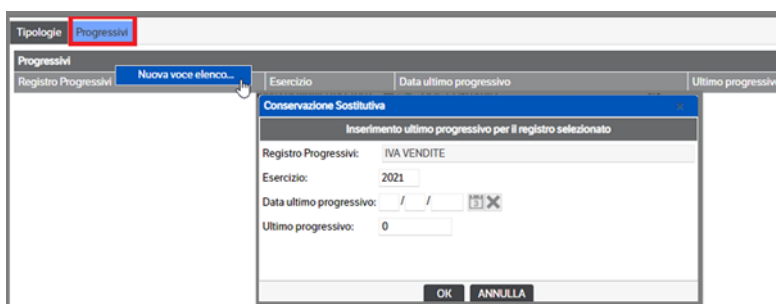 Tipologie Progressivi
Progressivi
Registro Progressivi Nuova voce elenco... Esercizio Data ultimo progressivo Ultimo progressivo
Conservazione Sostitutiva ×
Inserimento ultimo progressivo per il registro selezionato
Registro Progressivi: IVA VENDITE
Esercizio: 2021
Data ultimo progressivo: / /
Ultimo progressivo: 0
OK ANNULLA